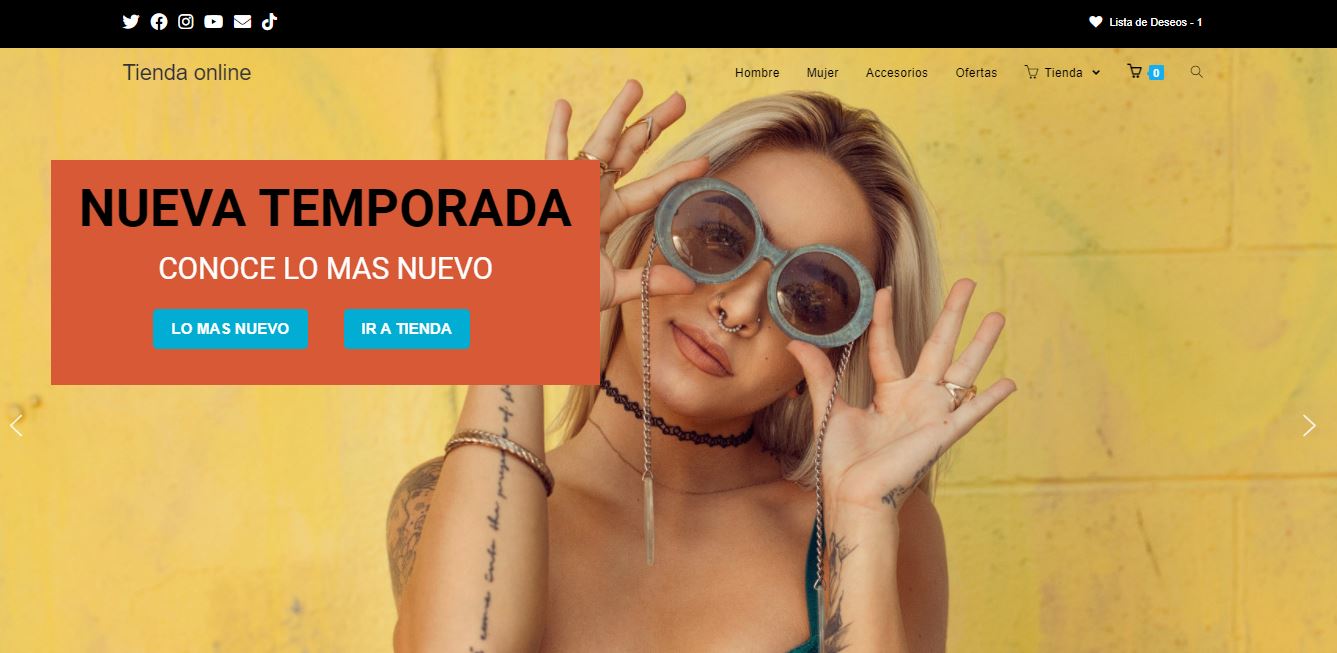 Lista de Deseos - 1
Tienda online
Hombre Mujer Accesorios Ofertas Tienda 0
NUEVA TEMPORADA
CONOCE LO MAS NUEVO
LO MAS NUEVO IR A TIENDA